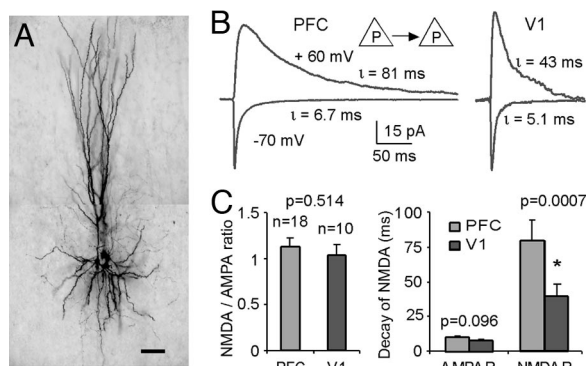 A
B
PFC
P
P
V1
+ 60 mV
ι = 81 ms
ι = 43 ms
ι = 6.7 ms
ι = 5.1 ms
-70 mV
15 pA
50 ms
C
p=0.514
n=18
n=10
NMDA / AMPA ratio
1.5
1
0.5
0
PFC
V1
Decay of NMDA (ms)
100
75
50
25
0
PFC
V1
p=0.0007
*
p=0.096
AMPAR
NMDAR